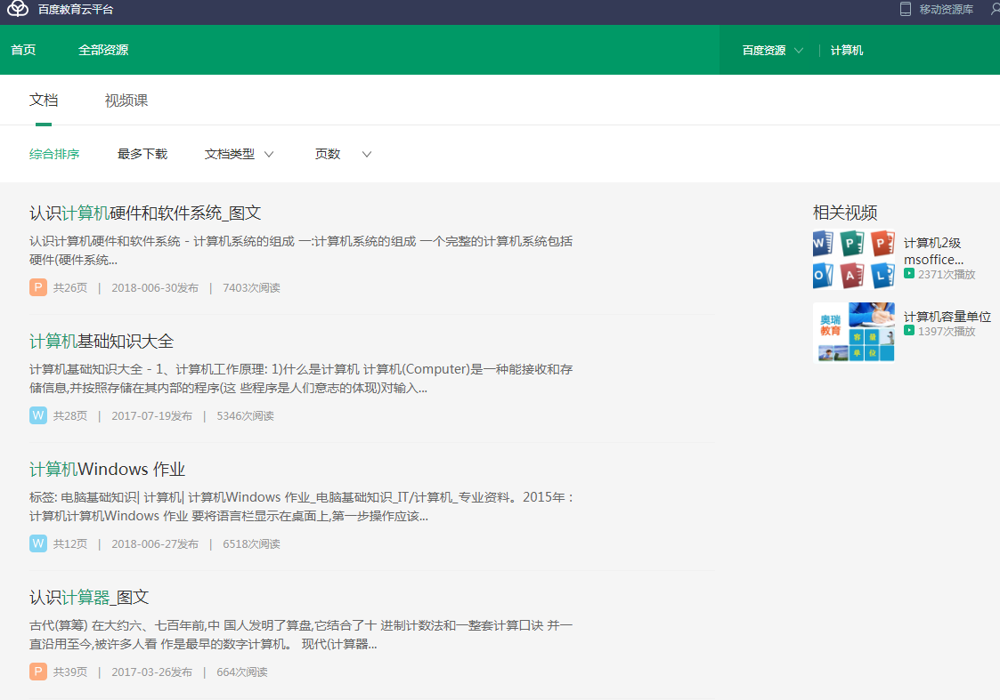 百度教育云平台
移动资源库
首页 全部资源 百度资源 计算机
文档 视频课
综合排序 最多下载 文档类型 页数
认识计算机硬件和软件系统_图文
认识计算机硬件和软件系统 - 计算机系统的组成 一:计算机系统的组成 一个完整的计算机系统包括
硬件(硬件系统...
P 共26页 | 2018-006-30发布 | 7403次阅读
计算机基础知识大全
计算机基础知识大全 - 1、计算机工作原理: 1)什么是计算机 计算机(Computer)是一种能接收和存
储信息,并按照存储在其内部的程序(这 些程序是人们意志的体现)对输入...
W 共28页 | 2017-07-19发布 | 5346次阅读
计算机Windows 作业
标签: 电脑基础知识| 计算机| 计算机Windows 作业_电脑基础知识_IT/计算机_专业资料。2015年 :
计算机计算机Windows 作业 要将语言栏显示在桌面上,第一步操作应该...
W 共12页 | 2018-006-27发布 | 6518次阅读
认识计算器_图文
古代(算筹) 在大约六、七百年前,中 国人发明了算盘,它结合了十 进制计数法和一整套计算口诀 并一
直沿用至今,被许多人看 作是最早的数字计算机。 现代(计算器...
P 共39页 | 2017-03-26发布 | 664次阅读
相关视频
W P P
O A L
计算机2级
msoffice...
2371次播放
奥瑞
教育
容 量
单 位
计算机容量单位
1397次播放